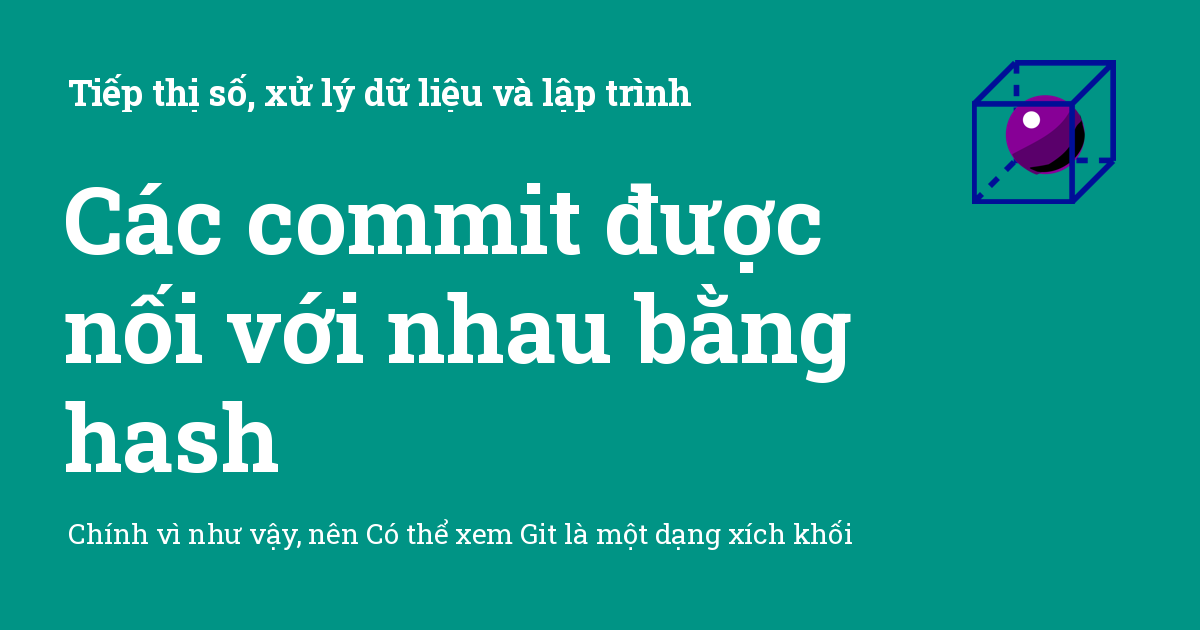 Tiếp thị số, xử lý dữ liệu và lập trình
Các commit được
nối với nhau bằng
hash
Chính vì như vậy, nên Có thể xem Git là một dạng xích khối